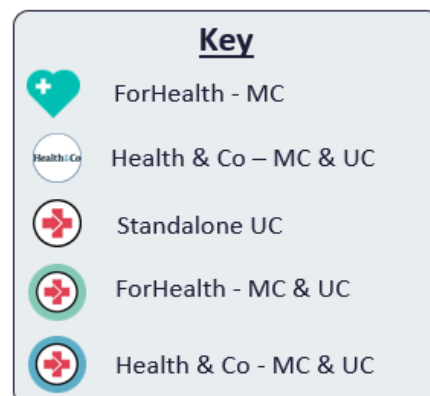 Key
ForHealth - MC
Health&Co
Health & Co – MC & UC
Standalone UC
ForHealth - MC & UC
Health & Co - MC & UC